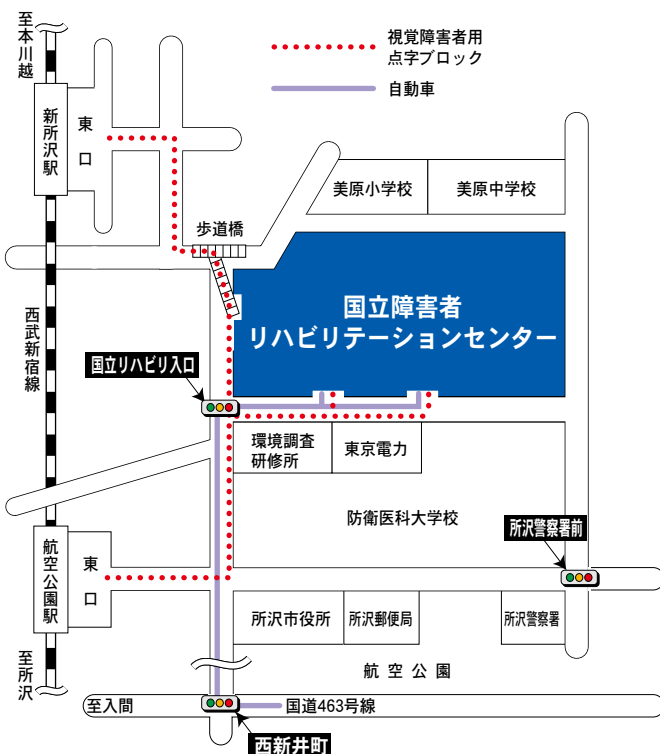 至本川越
視覚障害者用
点字ブロック
自動車
新所沢駅
東口
美原小学校
美原中学校
歩道橋
国立障害者
リハビリテーションセンター
西武新宿線
国立リハビリ入口
環境調査
研修所
東京電力
防衛医科大学校
所沢警察署前
航空公園駅
東口
所沢市役所
所沢郵便局
所沢警察署
至所沢
航空公園
至入間
国道463号線
西新井町